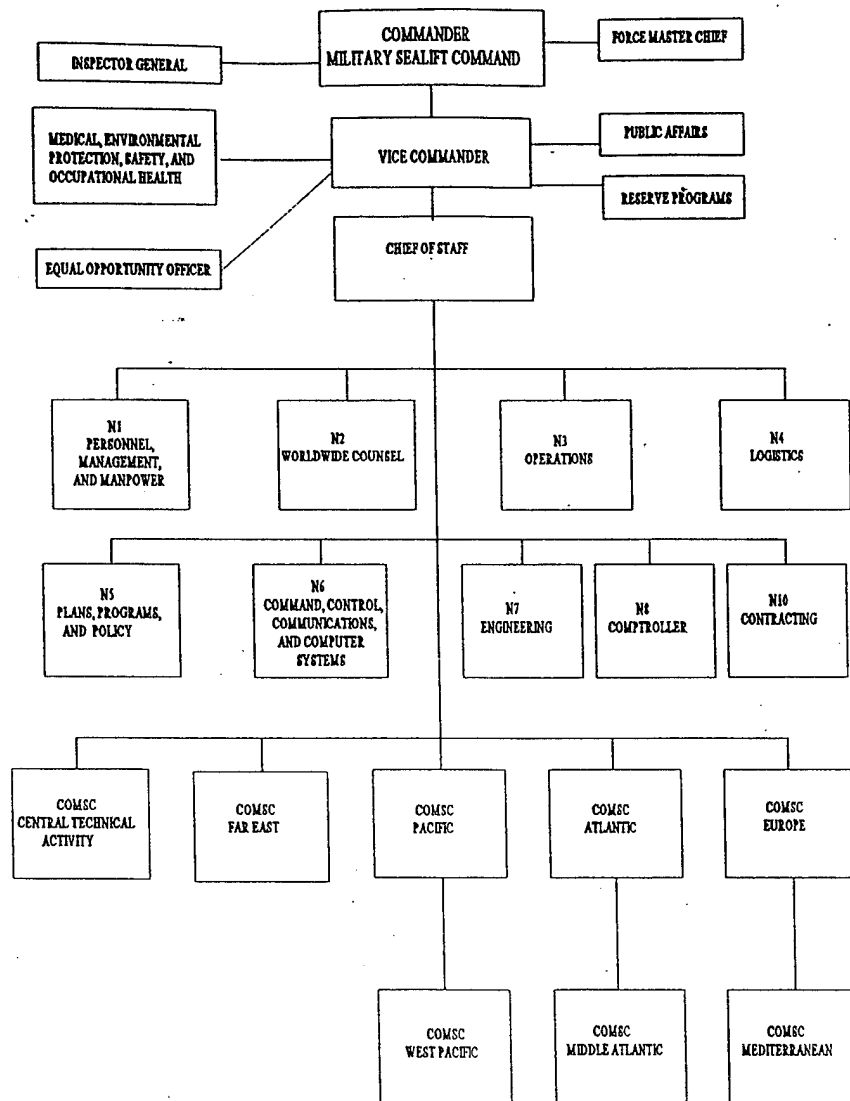 COMMANDER
MILITARY SEALIFT COMMAND
FORCE MASTER CHIEF
INSPECTOR GENERAL
MEDICAL, ENVIRONMENTAL
PROTECTION, SAFETY, AND
OCCUPATIONAL HEALTH
VICE COMMANDER
PUBLIC AFFAIRS
RESERVE PROGRAMS
CHIEF OF STAFF
EQUAL OPPORTUNITY OFFICER
N1
PERSONNEL,
MANAGEMENT,
AND MANPOWER
N2
WORLDWIDE COUNSEL
N3
OPERATIONS
N4
LOGISTICS
N5
PLANS, PROGRAMS,
AND POLICY
N6
COMMAND, CONTROL,
COMMUNICATIONS,
AND COMPUTER
SYSTEMS
N7
ENGINEERING
N8
COMPTROLLER
N10
CONTRACTING
COMSC
CENTRAL TECHNICAL
ACTIVITY
COMSC
FAR EAST
COMSC
PACIFIC
COMSC
ATLANTIC
COMSC
EUROPE
COMSC
WEST PACIFIC
COMSC
MIDDLE ATLANTIC
COMSC
MEDITERRANEAN